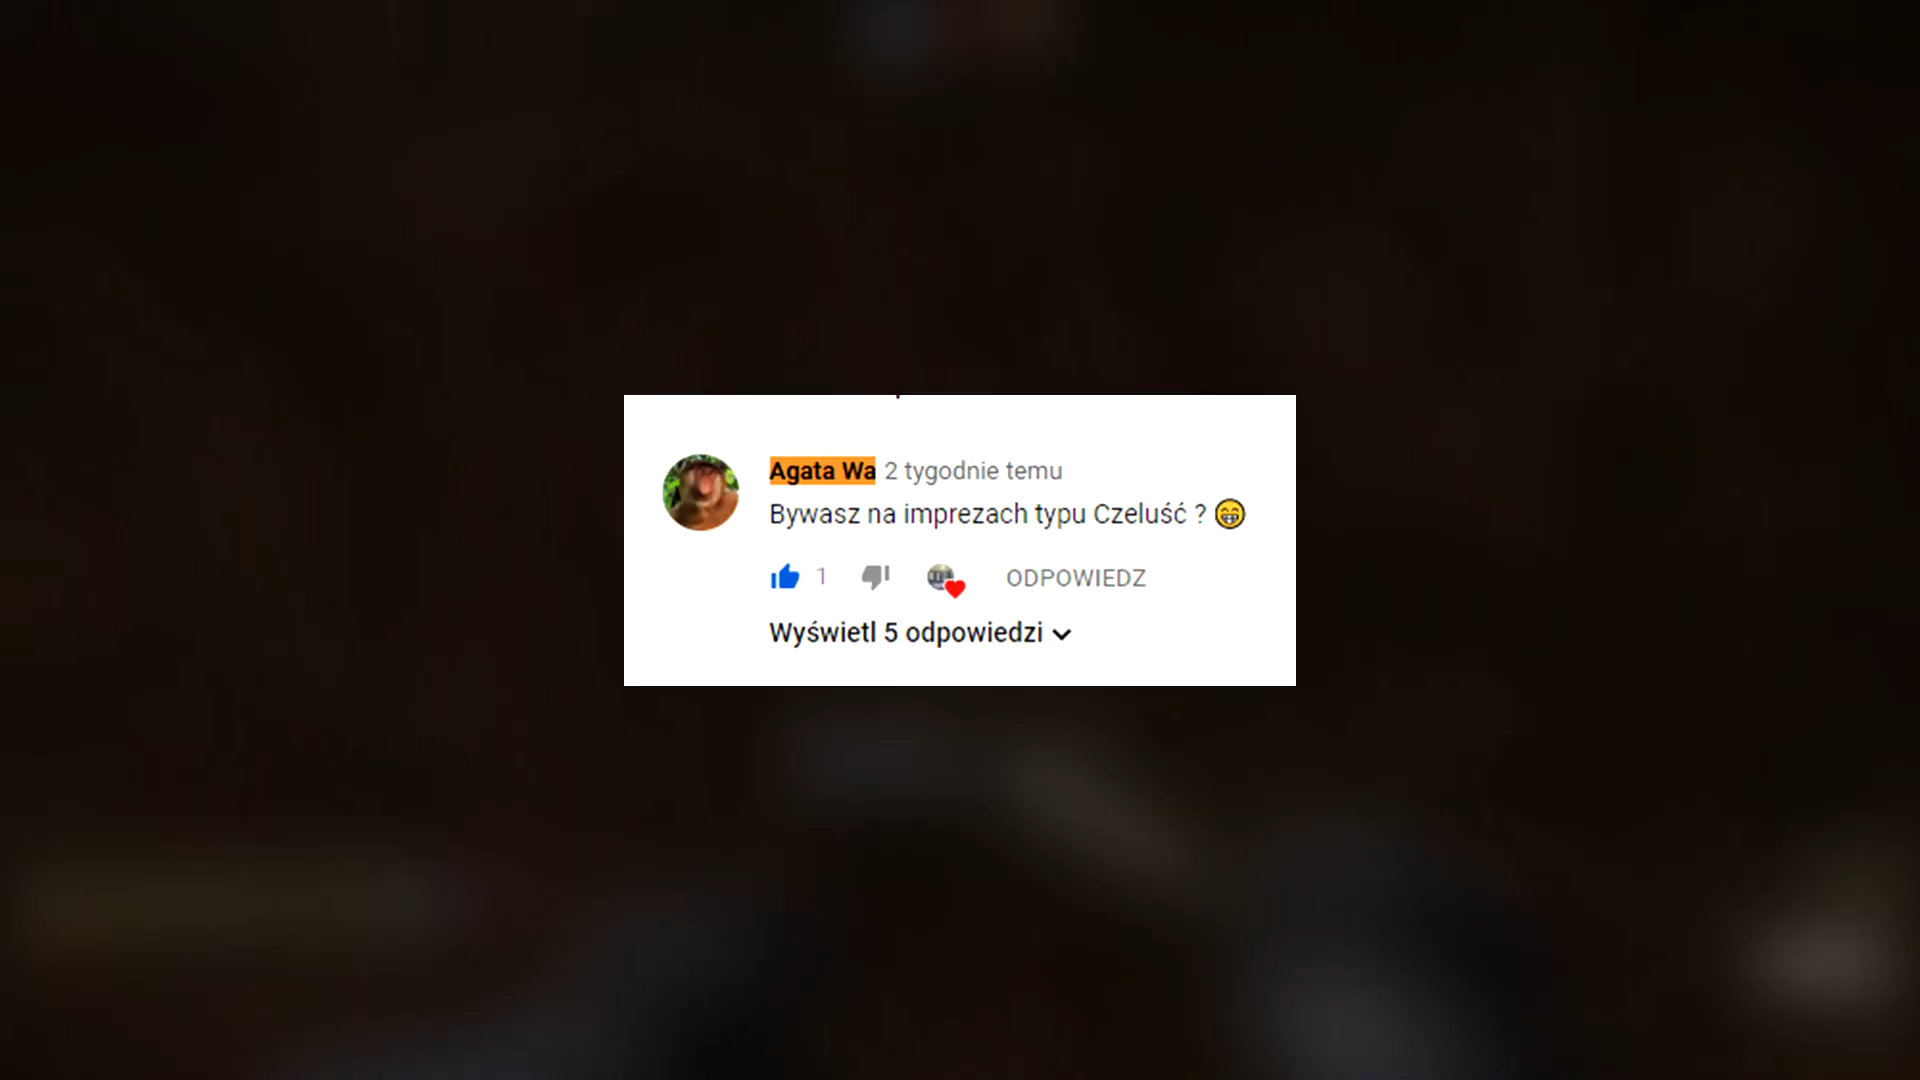 Agata Wa 2 tygodnie temu
Bywasz na imprezach typu Czeluść ? 😁
1 ODPOWIEDZ
Wyświetl 5 odpowiedzi